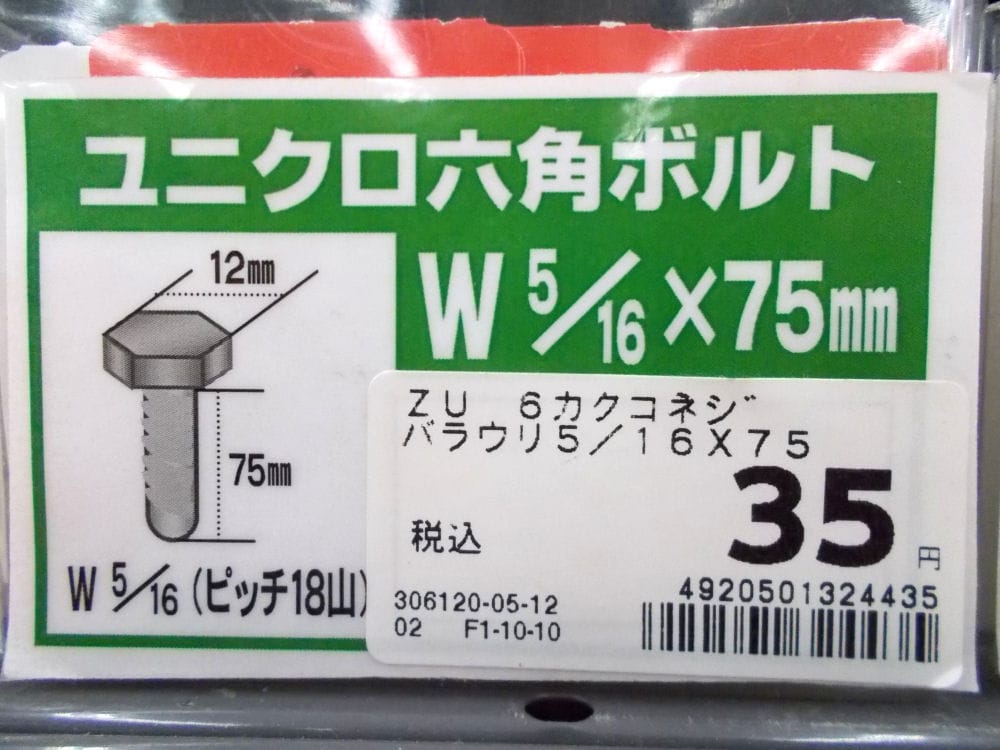 ユニクロ六角ボルト
W 5/16×75mm
12mm
75mm
W 5/16 (ピッチ18山)
ZU 6カクコネジ
バラウリ5/16X75
35円
税込
4920501324435
306120-05-12
02 F1-10-10